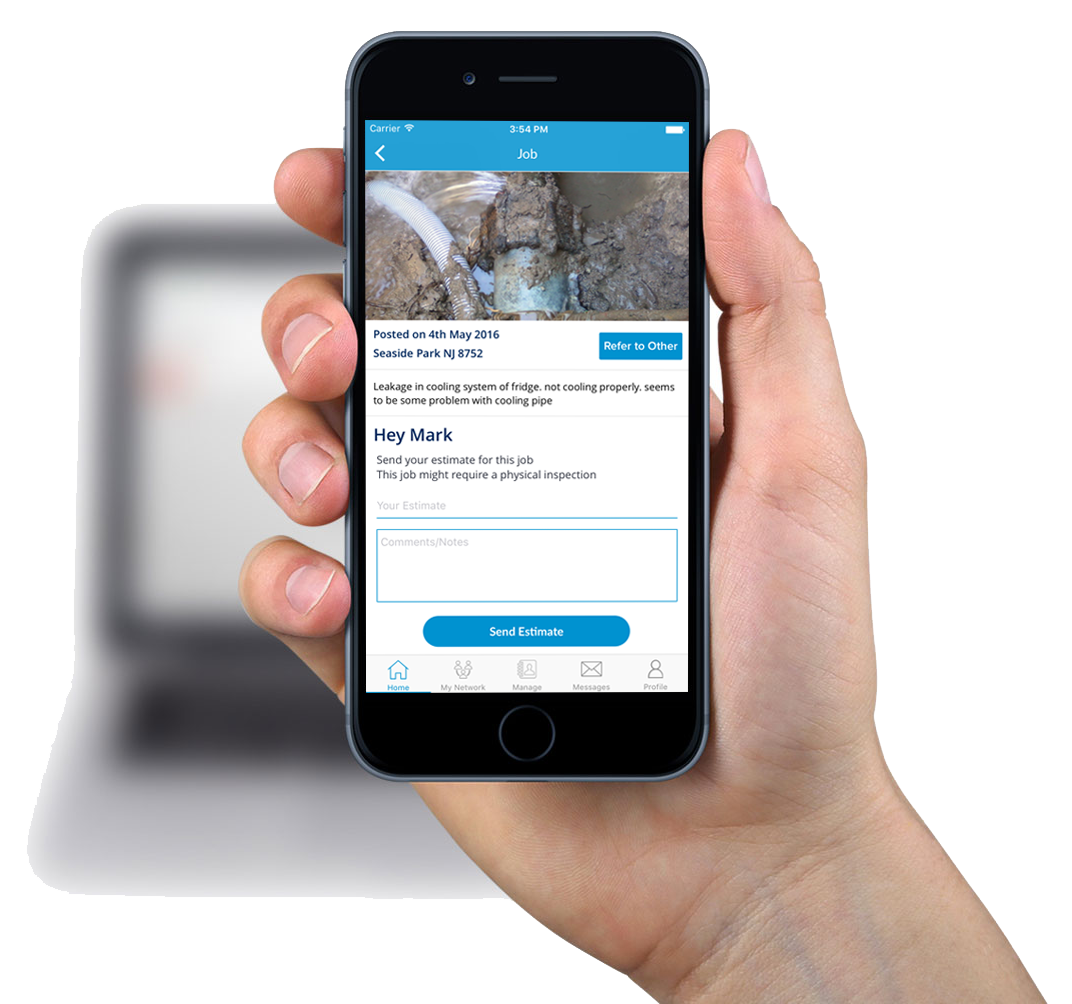 Carrier
3:54 PM
Job
Posted on 4th May 2016
Seaside Park NJ 8752
Refer to Other
Leakage in cooling system of fridge. not cooling properly. seems
to be some problem with cooling pipe
Hey Mark
Send your estimate for this job
This job might require a physical inspection
Your Estimate
Comments/Notes
Send Estimate
Home
My Network
Manage
Messages
Profile